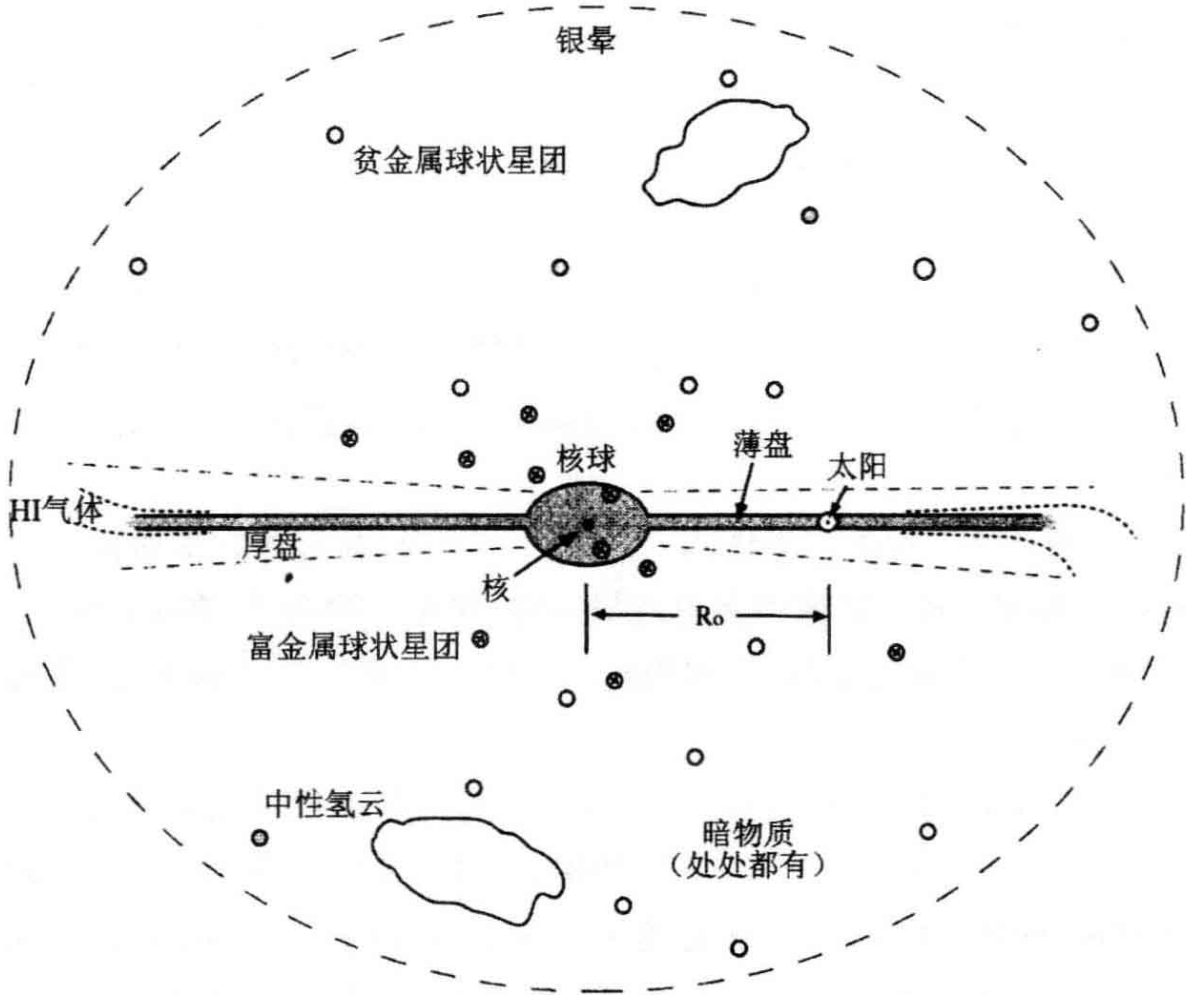 银晕
贫金属球状星团
薄盘
太阳
核球
HI气体
厚盘
核
R₀
富金属球状星团
中性氢云
暗物质
（处处都有）